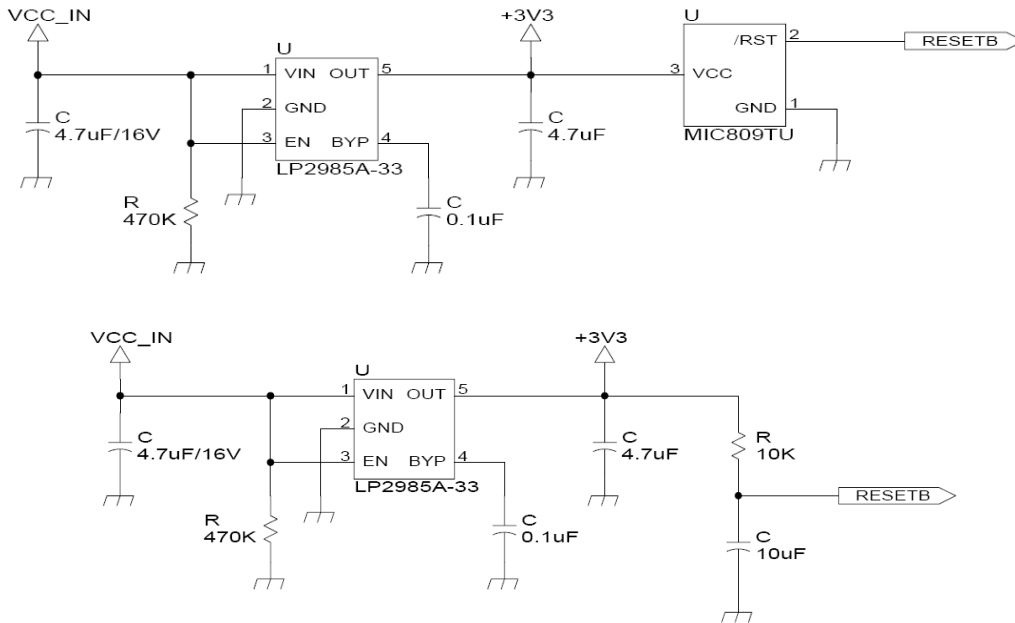 VCC_IN
+3V3
U
U
/RST 2
RESETB
1 VIN OUT 5
3 VCC
2 GND
GND 1
C
4.7uF/16V
C
4.7uF
3 EN BYP 4
MIC809TU
LP2985A-33
R
470K
C
0.1uF
VCC_IN
+3V3
U
1 VIN OUT 5
2 GND
C
4.7uF/16V
C
4.7uF
R
10K
3 EN BYP 4
LP2985A-33
RESETB
R
470K
C
0.1uF
C
10uF